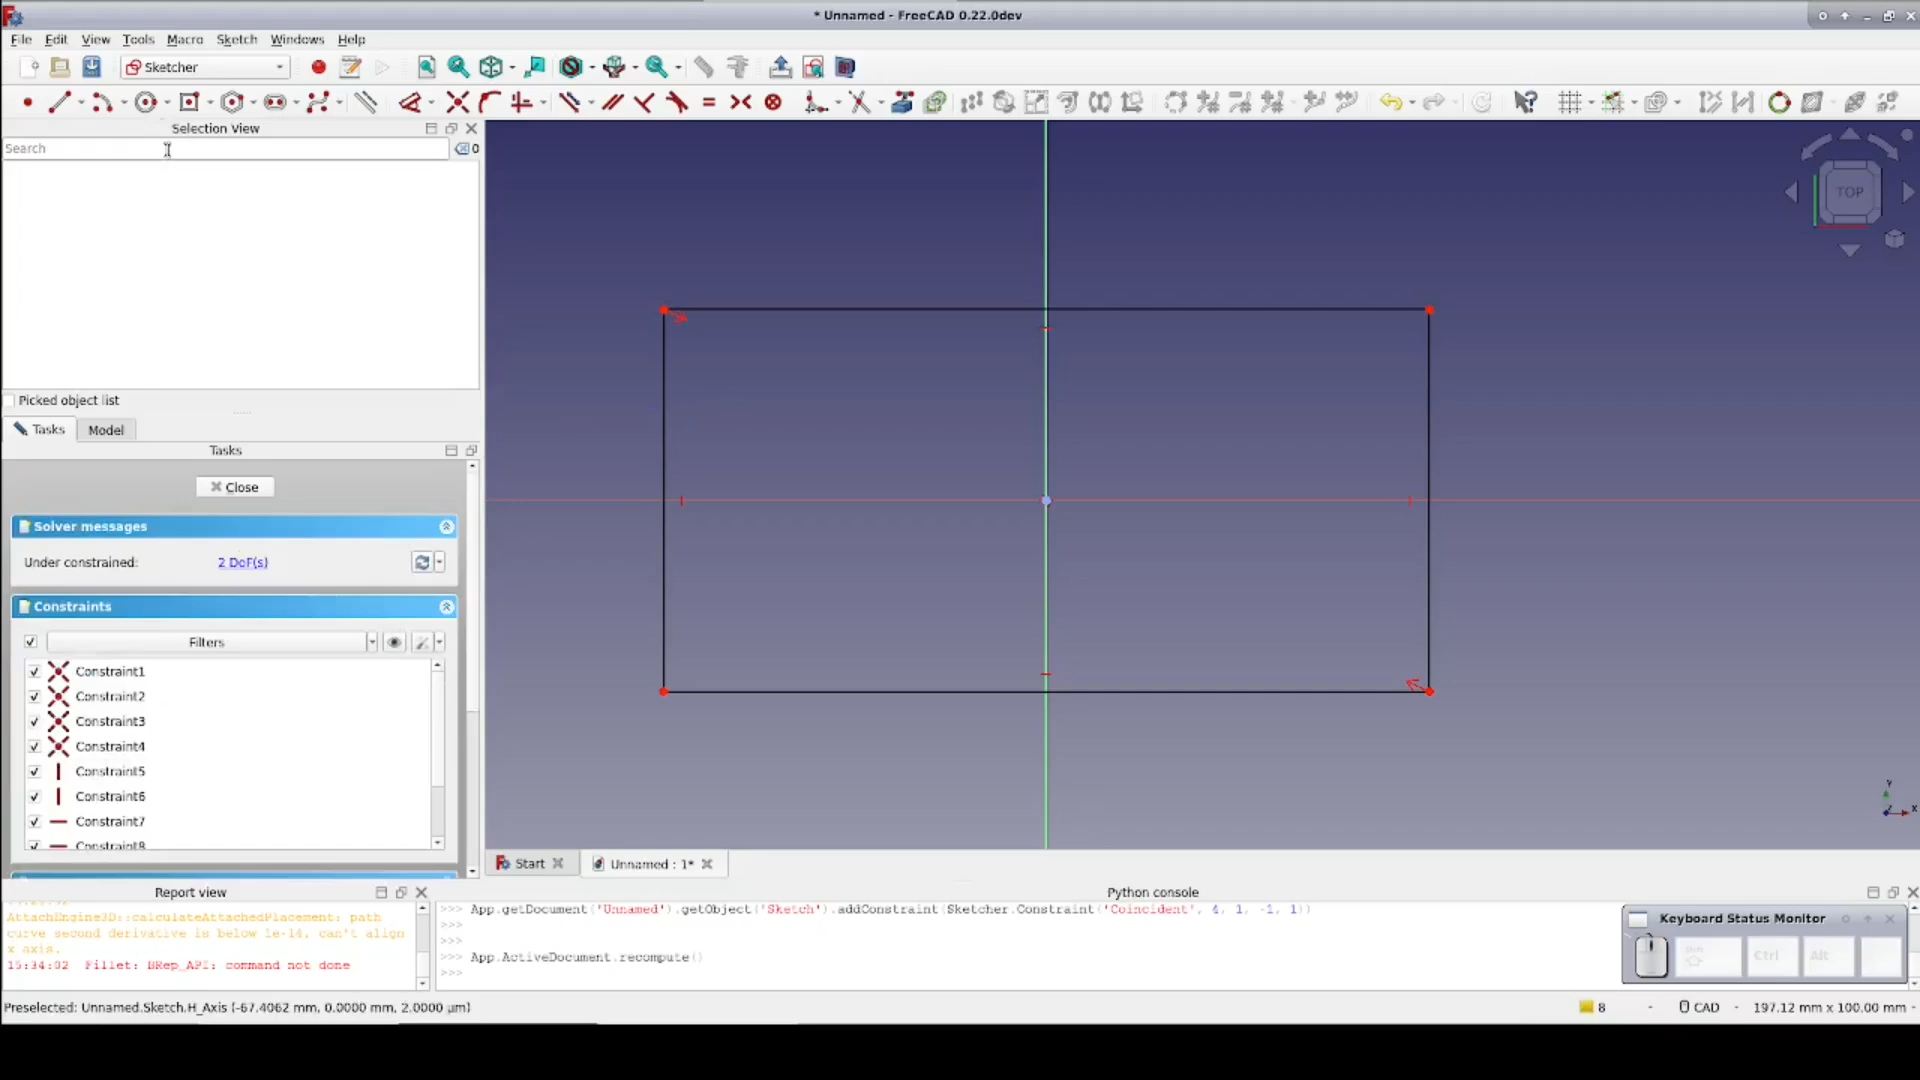 * Unnamed - FreeCAD 0.22.0dev
File Edit View Tools Macro Sketch Windows Help
Sketcher
Selection View
Search
0
TOP
Picked object list
Tasks Model
Tasks
Close
Solver messages
Under constrained: 2 DoF(s)
Constraints
Filters
Constraint1
Constraint2
Constraint3
Constraint4
Constraint5
Constraint6
Constraint7
Constraint8
Y
X
Start Unnamed : 1*
Report view
AttachEngine3D::calculateAttachedPlacement: path
curve second derivative is below 1e-14, can't align
x axis.
15:34:02 Fillet: BRep_API: command not done
Python console
>>> App.getDocument('Unnamed').getObject('Sketch').addConstraint(Sketcher.Constraint('Coincident', 4, 1, -1, 1))
>>>
>>>
>>> App.ActiveDocument.recompute()
>>>
Keyboard Status Monitor
Ctrl Alt
Preselected: Unnamed.Sketch.H_Axis (-67.4062 mm, 0.0000 mm, 2.0000 µm)
8 - CAD - 197.12 mm x 100.00 mm